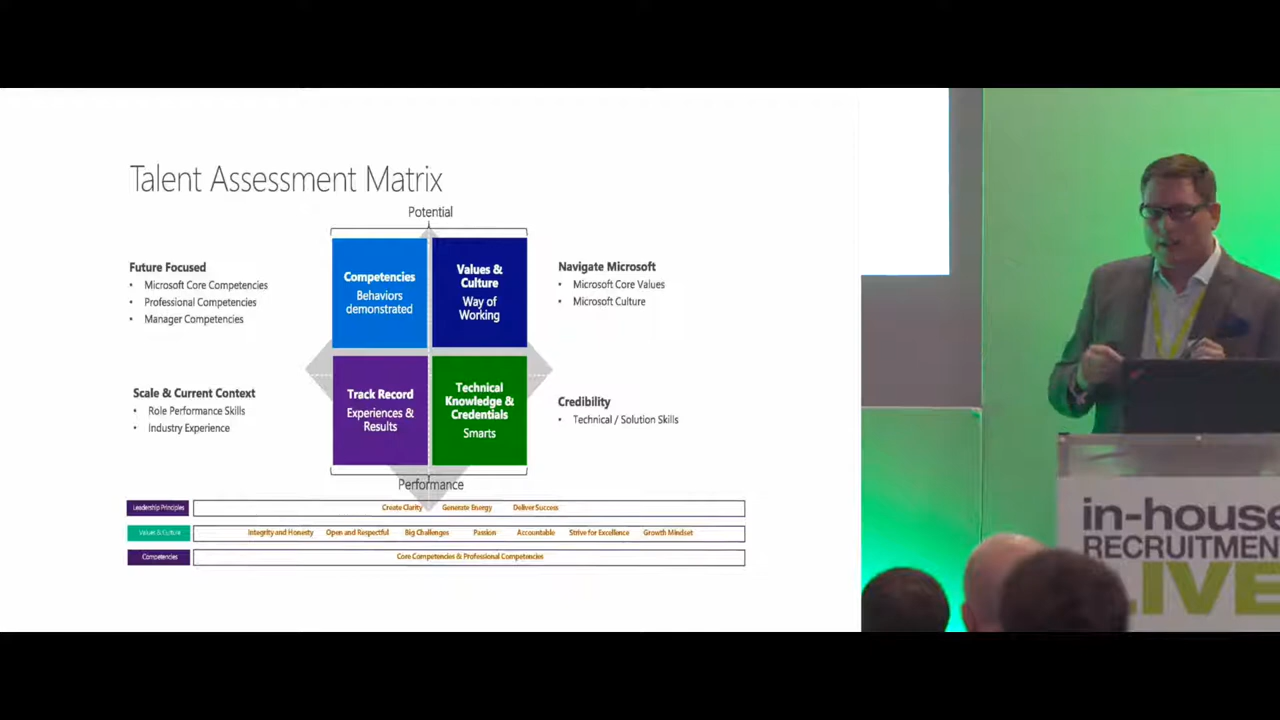 Talent Assessment Matrix
Potential
Future Focused
• Microsoft Core Competencies
• Professional Competencies
• Manager Competencies
Competencies
Behaviors
demonstrated
Values &
Culture
Way of
Working
Navigate Microsoft
• Microsoft Core Values
• Microsoft Culture
Scale & Current Context
• Role Performance Skills
• Industry Experience
Track Record
Experiences &
Results
Technical
Knowledge &
Credentials
Smarts
Credibility
• Technical / Solution Skills
Performance
Leadership Principles Create Clarity Generate Energy Deliver Success
Values & Culture Integrity and Honesty Open and Respectful Big Challenges Passion Accountable Strive for Excellence Growth Mindset
Competencies Core Competencies & Professional Competencies
in-house
RECRUITMEN
LIVE